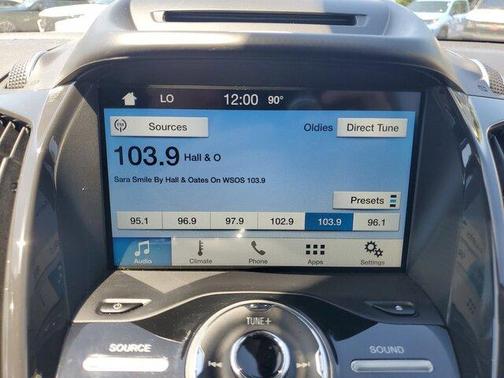 LO 12:00 90°
FM Sources Oldies Direct Tune
103.9 Hall & O
Sara Smile By Hall & Oates On WSOS 103.9
Presets
95.1 96.9 97.9 102.9 103.9 96.1
Audio Climate Phone Apps Settings
TUNE+
SOURCE SOUND